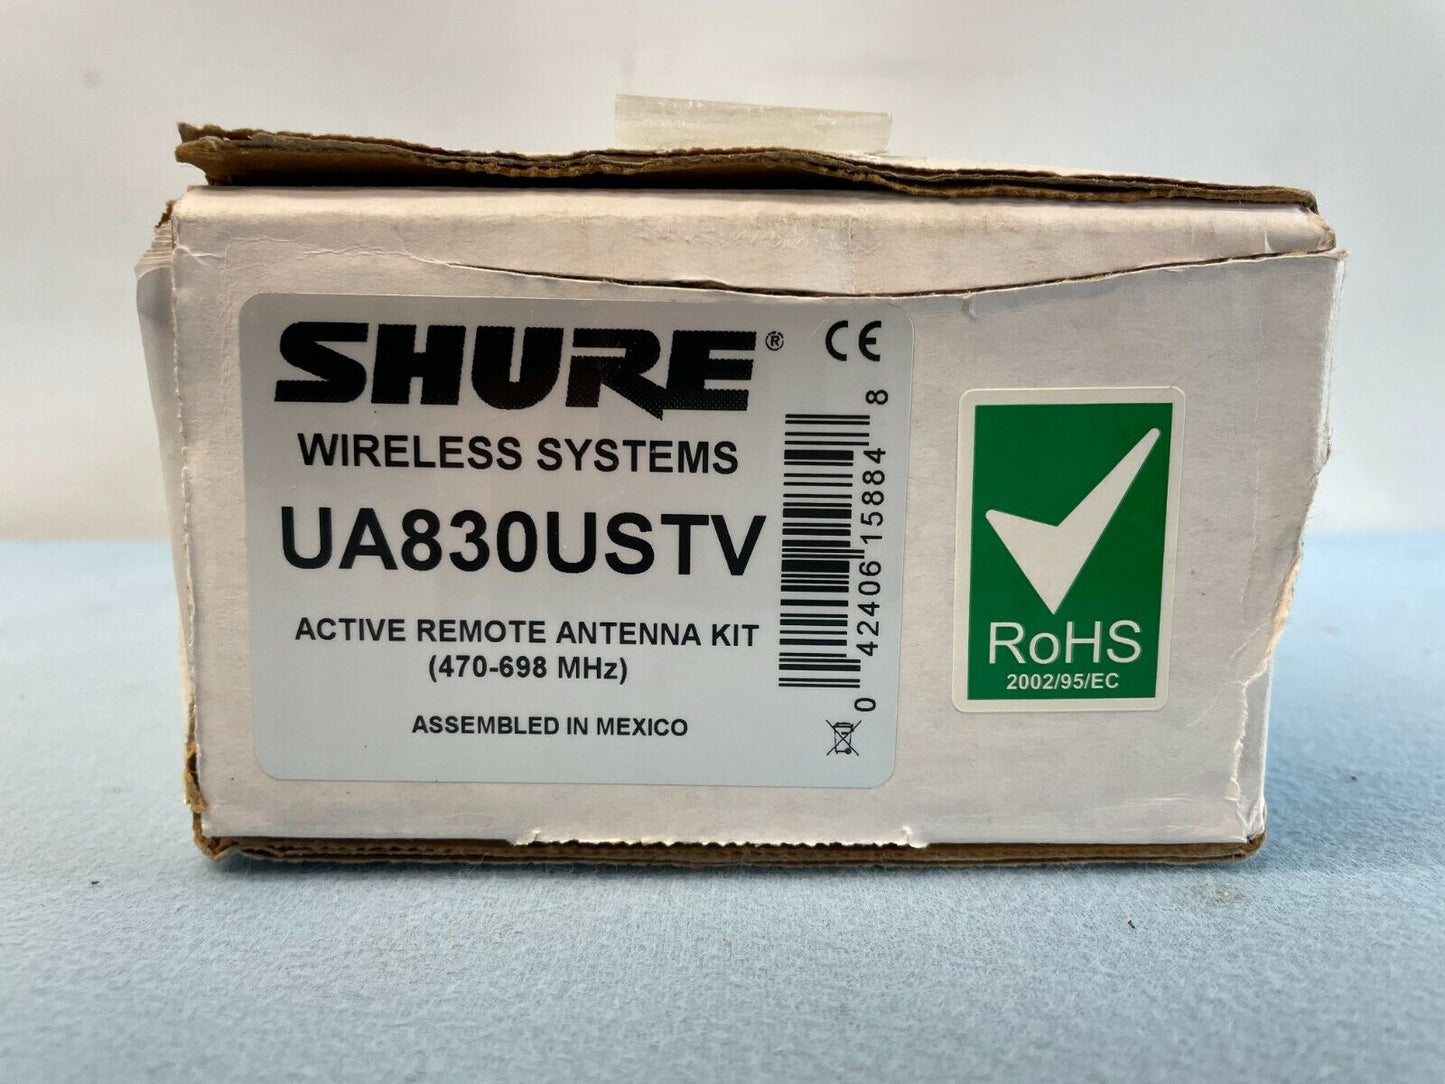 SHURE®
CE
WIRELESS SYSTEMS
UA830USTV
ACTIVE REMOTE ANTENNA KIT
(470-698 MHz)
ASSEMBLED IN MEXICO
0 42406 15884 8
RoHS
2002/95/EC